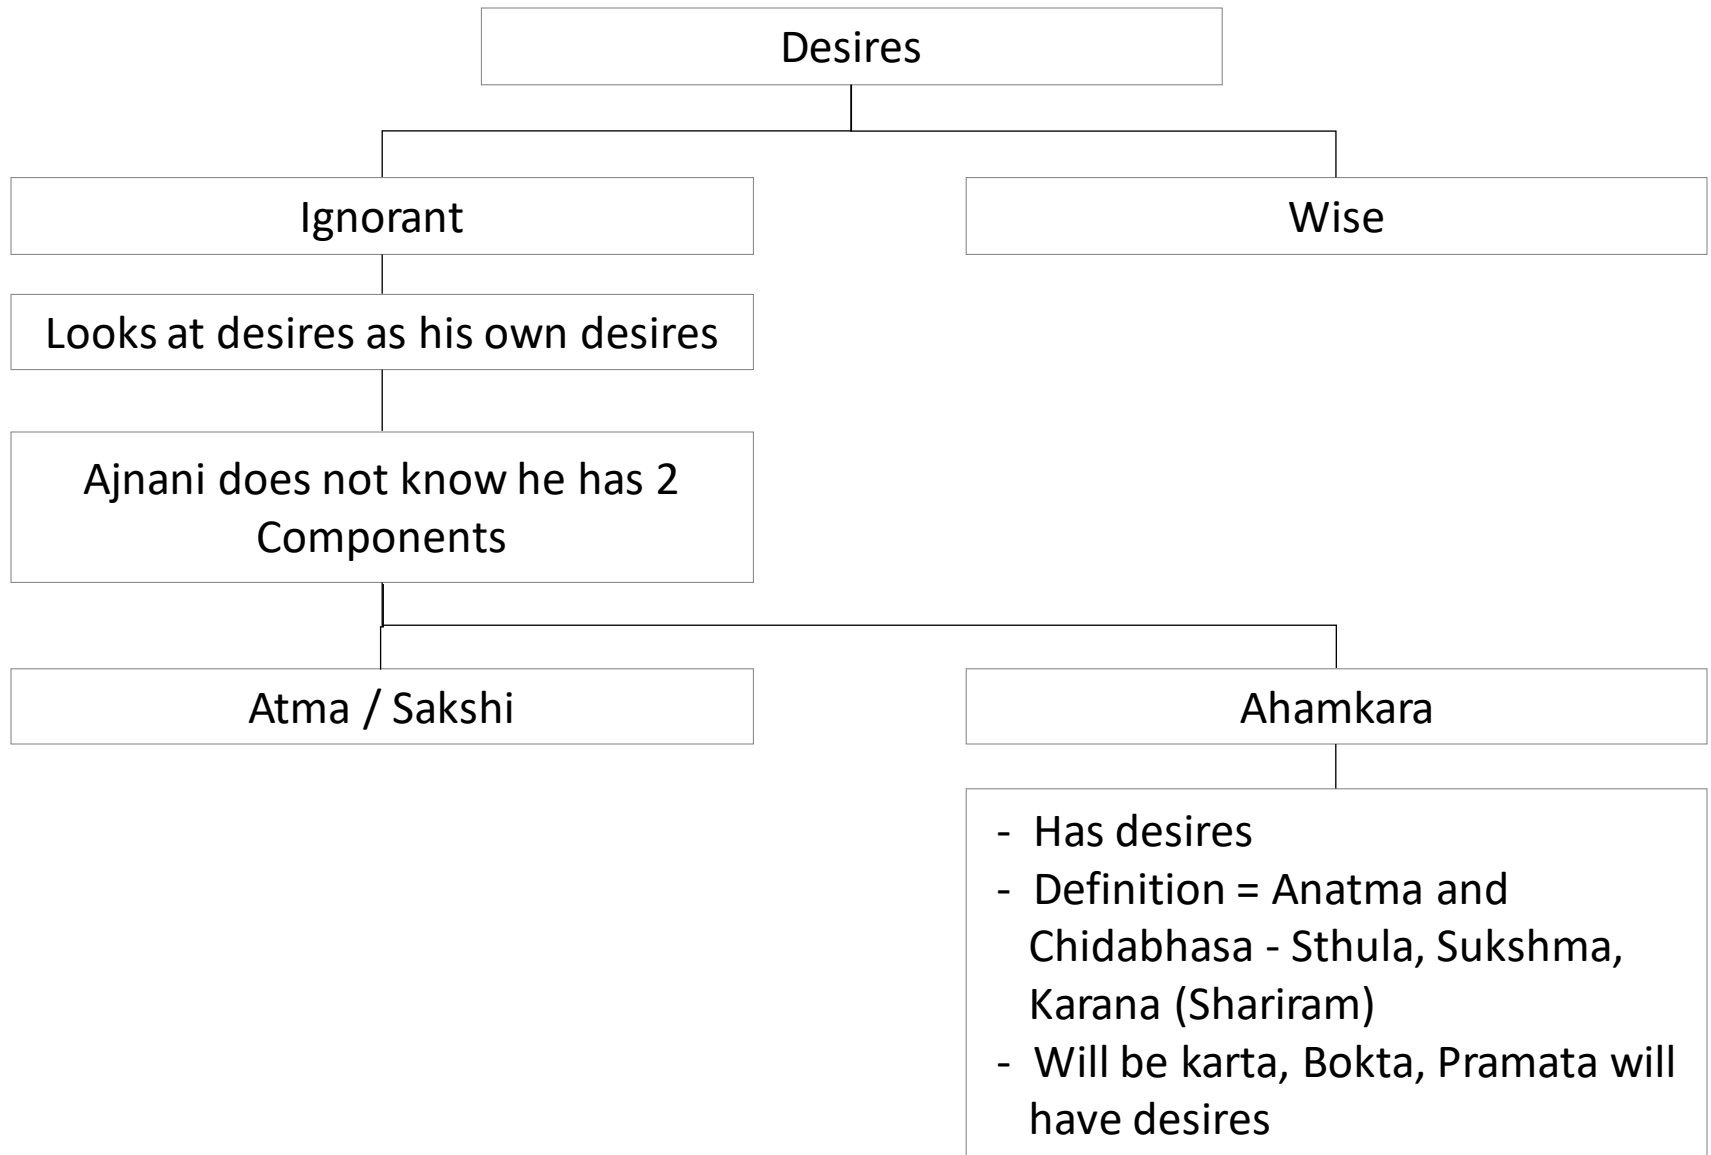 Desires
Ignorant
Wise
Looks at desires as his own desires
Ajnani does not know he has 2
Components
Atma / Sakshi
Ahamkara
- Has desires
- Definition = Anatma and
Chidabhasa - Sthula, Sukshma,
Karana (Shariram)
- Will be karta, Bokta, Pramata will
have desires